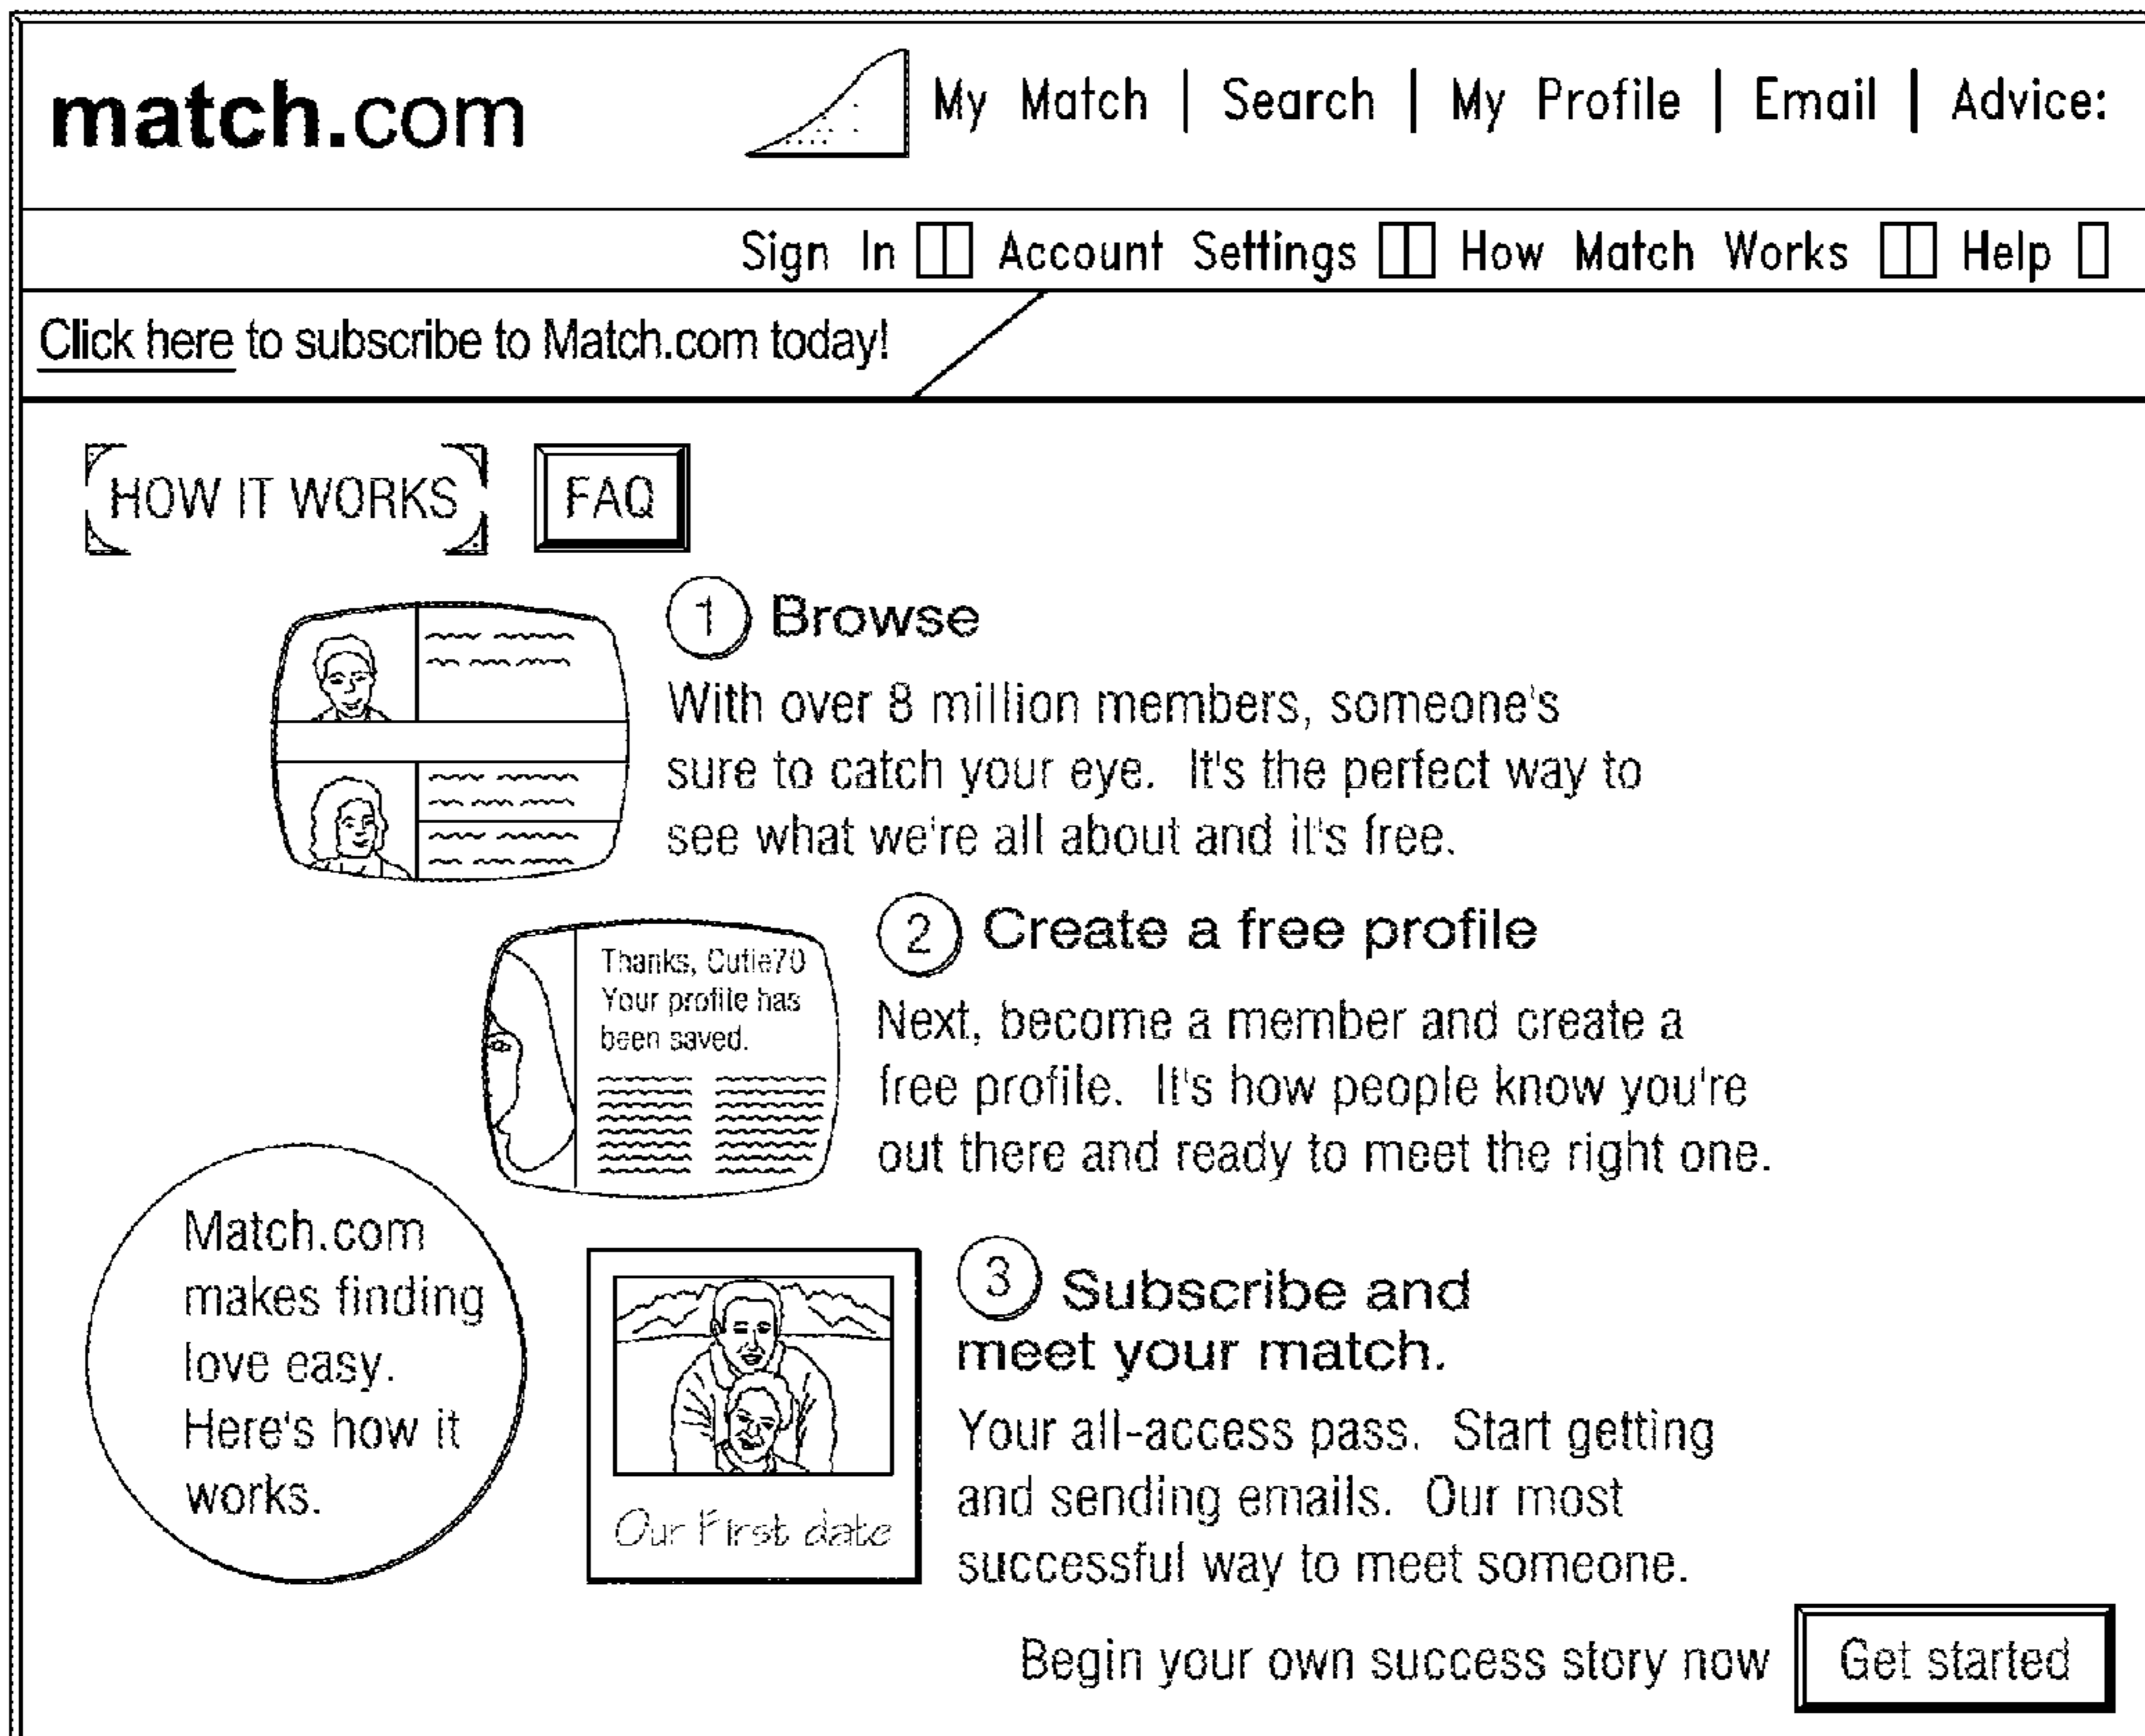 match.com
My Match | Search | My Profile | Email | Advice:
Sign In Account Settings How Match Works Help
Click here to subscribe to Match.com today!
HOW IT WORKS FAQ
1 Browse
With over 8 million members, someone's
sure to catch your eye. It's the perfect way to
see what we're all about and it's free.
2 Create a free profile
Thanks, Cutie70
Your profile has
been saved.
Next, become a member and create a
free profile. It's how people know you're
out there and ready to meet the right one.
Match.com
makes finding
love easy.
Here's how it
works.
Our First date
3 Subscribe and
meet your match.
Your all-access pass. Start getting
and sending emails. Our most
successful way to meet someone.
Begin your own success story now Get started